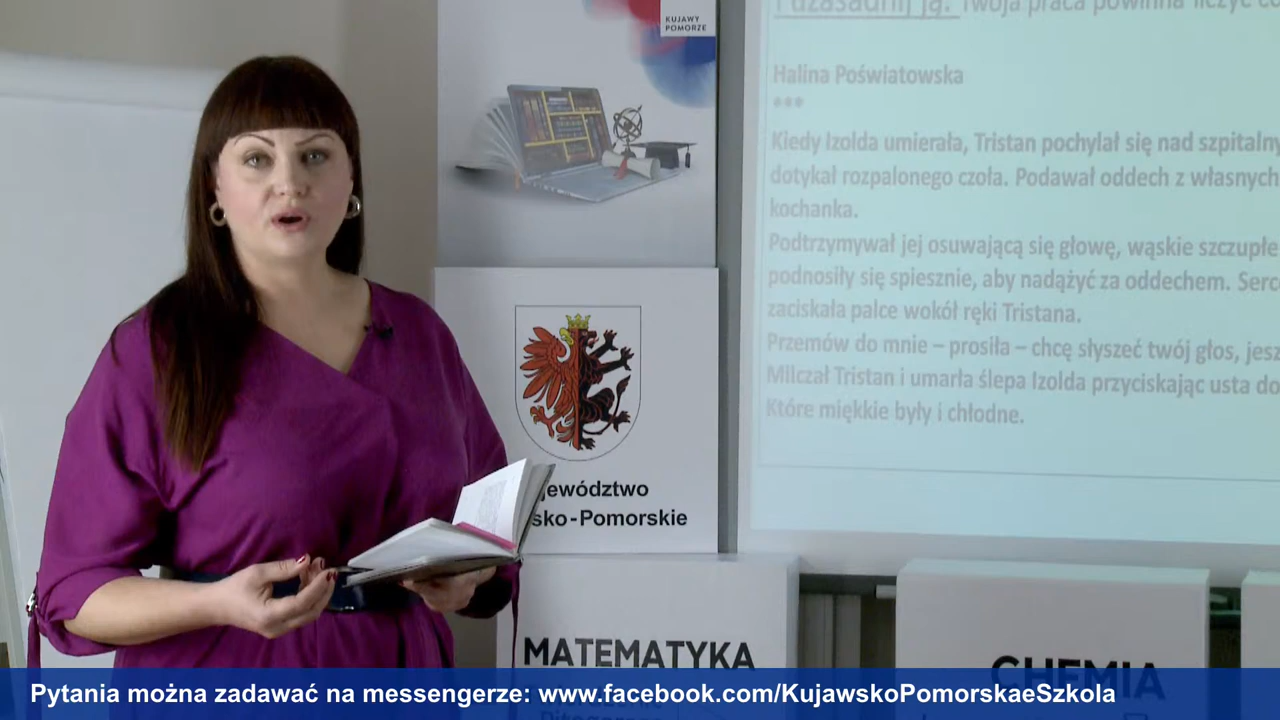 KUJAWY
POMORZE
i uzasadnij ją. Twoja praca powinna liczyć co
Halina Poświatowska
***
Kiedy Izolda umierała, Tristan pochylał się nad szpitalny
dotykał rozpalonego czoła. Podawał oddech z własnych
kochanka.
Podtrzymywał jej osuwającą się głowę, wąskie szczupłe
podnosiły się spiesznie, aby nadążyć za oddechem. Serc
zaciskała palce wokół ręki Tristana.
Przemów do mnie – prosiła – chcę słyszeć twój głos, jesz
Milczał Tristan i umarła ślepa Izolda przyciskając usta do
Które miękkie były i chłodne.
jewództwo
sko-Pomorskie
MATEMATYKA
CHEMIA
Pytania można zadawać na messengerze: www.facebook.com/KujawskoPomorskaeSzkola